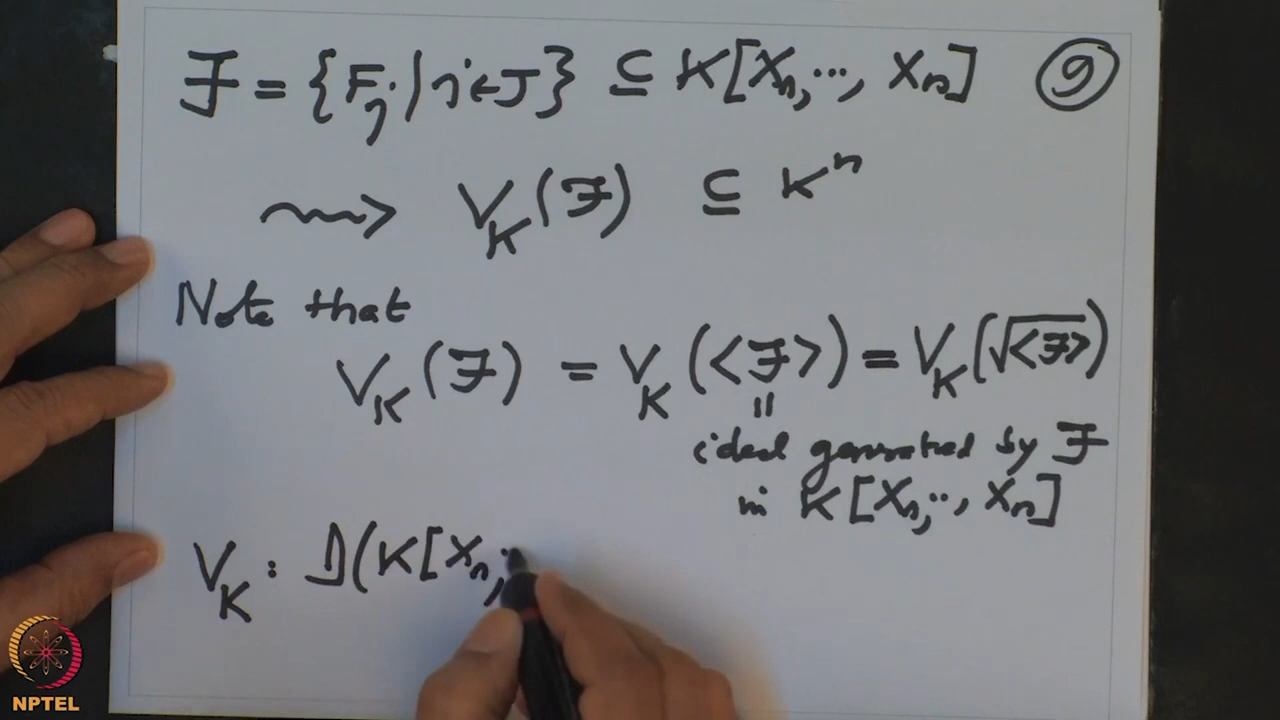 ℱ = {F_j | j ∈ J} ⊆ K[X_1, ..., X_n] ⑨
⇝ V_K(ℱ) ⊆ K^n
Note that
V_K(ℱ) = V_K(<ℱ>) = V_K(√<ℱ>)
||
ideal generated by ℱ
in K[X_1, ..., X_n]
V_K :  (K[X_1,
NPTEL